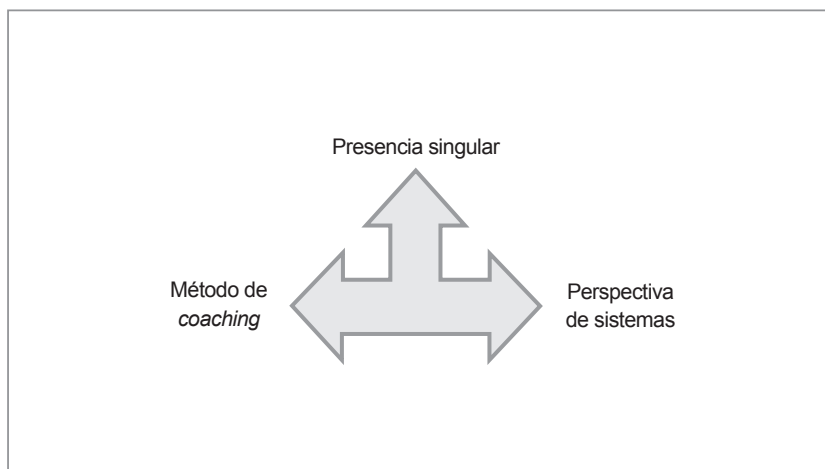 Presencia singular
Método de
coaching
Perspectiva
de sistemas